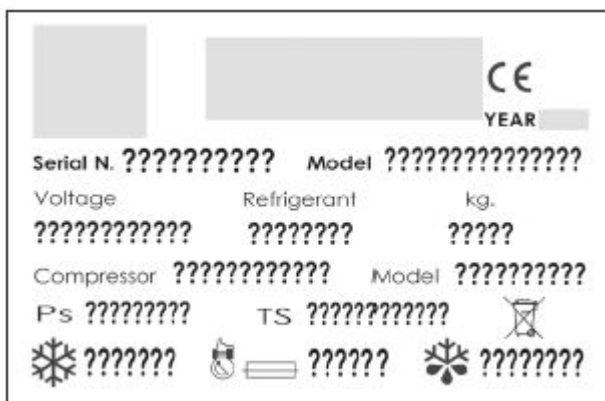 CE
YEAR
Serial N. ?????????? Model ???????????????
Voltage Refrigerant kg.
???????????? ???????? ?????
Compressor ???????????? Model ??????????
Ps ????????? TS ?????????????
??????? ?????? ????????